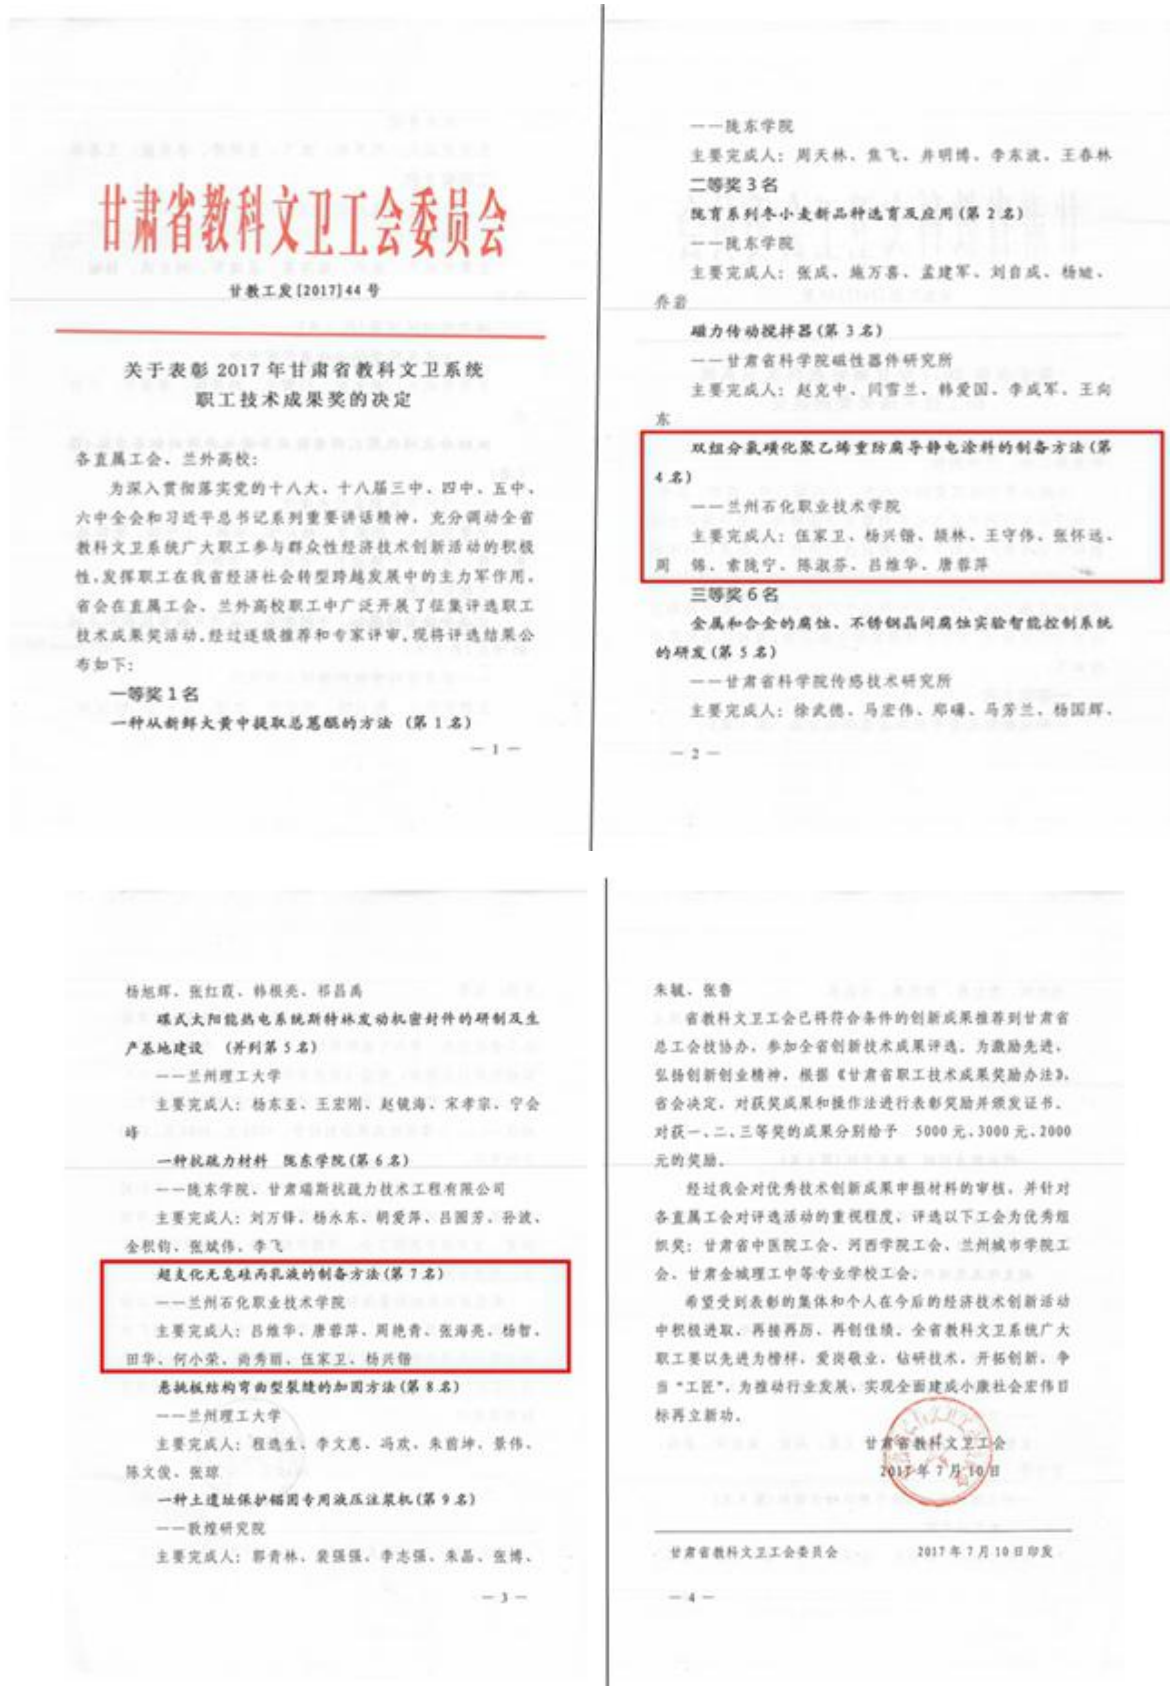 甘肃省教科文卫工会委员会
甘教工发[2017]44号
关于表彰 2017 年甘肃省教科文卫系统
职工技术成果奖的决定
各直属工会、兰外高校:
为深入贯彻落实党的十八大、十八届三中、四中、五中、
六中全会和习近平总书记系列重要讲话精神，充分调动全省
教科文卫系统广大职工参与群众性经济技术创新活动的积极
性,发挥职工在我省经济社会转型跨越发展中的主力军作用。
省会在直属工会、兰外高校职工中广泛开展了征集评选职工
技术成果奖活动,经过逐级推荐和专家评审,现将评选结果公
布如下:
一等奖 1 名
一种从新鲜大黄中提取总蒽醌的方法 (第 1 名)
— 1 —
——陇东学院
主要完成人: 周天林、焦飞、井明博、李东波、王春林
二等奖 3 名
陇育系列冬小麦新品种选育及应用(第 2 名)
——陇东学院
主要完成人: 张成、施万喜、孟建军、刘自成、杨
乔岩
磁力传动搅拌器(第 3 名)
——甘肃省科学院磁性器件研究所
主要完成人: 赵克中、闫雪兰、韩爱国、李成军、王向
东
双组分氯磺化聚乙烯重防腐导静电涂料的制备方法(第
4 名)
——兰州石化职业技术学院
主要完成人: 伍家卫、杨兴锴、颉林、王守伟、张怀远、
周 锦、索陇宁、陈淑芬、吕维华、唐蓉萍
三等奖 6 名
金属和合金的腐蚀、不锈钢晶间腐蚀实验智能控制系统
的研发(第 5 名)
——甘肃省科学院传感技术研究所
主要完成人: 徐武德、马宏伟、郑礴、马芳兰、杨国辉、
— 2 —
杨旭辉、张红霞、韩根亮、祁昌禹
碟式太阳能热电系统斯特林发动机密封件的研制及生
产基地建设 (并列第 5 名)
——兰州理工大学
主要完成人: 杨东亚、王宏刚、赵镜海、宋孝宗、宁会
峰
一种抗疏力材料 陇东学院(第 6 名)
——陇东学院、甘肃瑞斯抗疏力技术工程有限公司
主要完成人: 刘万锋、杨永东、胡爱萍、吕国芳、孙波、
金积钧、张斌伟、李飞
超支化无皂硅丙乳液的制备方法(第 7 名)
——兰州石化职业技术学院
主要完成人: 吕维华、唐蓉萍、周艳青、张海亮、杨智、
田华、何小荣、尚秀丽、伍家卫、杨兴锴
悬挑板结构弯曲型裂缝的加固方法(第 8 名)
——兰州理工大学
主要完成人: 程选生、李文惠、冯欢、朱前坤、景伟、
陈文俊、张琼
一种土遗址保护锚固专用液压注浆机(第 9 名)
——敦煌研究院
主要完成人: 郭青林、裴强强、李志强、朱晶、张博、
— 3 —
朱毓、张鲁
省教科文卫工会已将符合条件的创新成果推荐到甘肃省
总工会技协办，参加全省创新技术成果评选。为激励先进、
弘扬创新创业精神，根据《甘肃省职工技术成果奖励办法》，
省会决定，对获奖成果和操作法进行表彰奖励并颁发证书。
对获一、二、三等奖的成果分别给予 5000 元、3000 元、2000
元的奖励。
经过我会对优秀技术创新成果申报材料的审核，并针对
各直属工会对评选活动的重视程度，评选以下工会为优秀组
织奖: 甘肃省中医院工会、河西学院工会、兰州城市学院工
会、甘肃金城理工中等专业学校工会。
希望受到表彰的集体和个人在今后的经济技术创新活动
中积极进取、再接再厉、再创佳绩。全省教科文卫系统广大
职工要以先进为榜样，爱岗敬业、钻研技术、开拓创新、争
当“工匠”，为推动行业发展，实现全面建成小康社会宏伟目
标再立新功。
甘肃省教科文卫工会
2017 年 7 月 10 日
甘肃省教科文卫工会委员会 2017 年 7 月 10 日印发
— 4 —